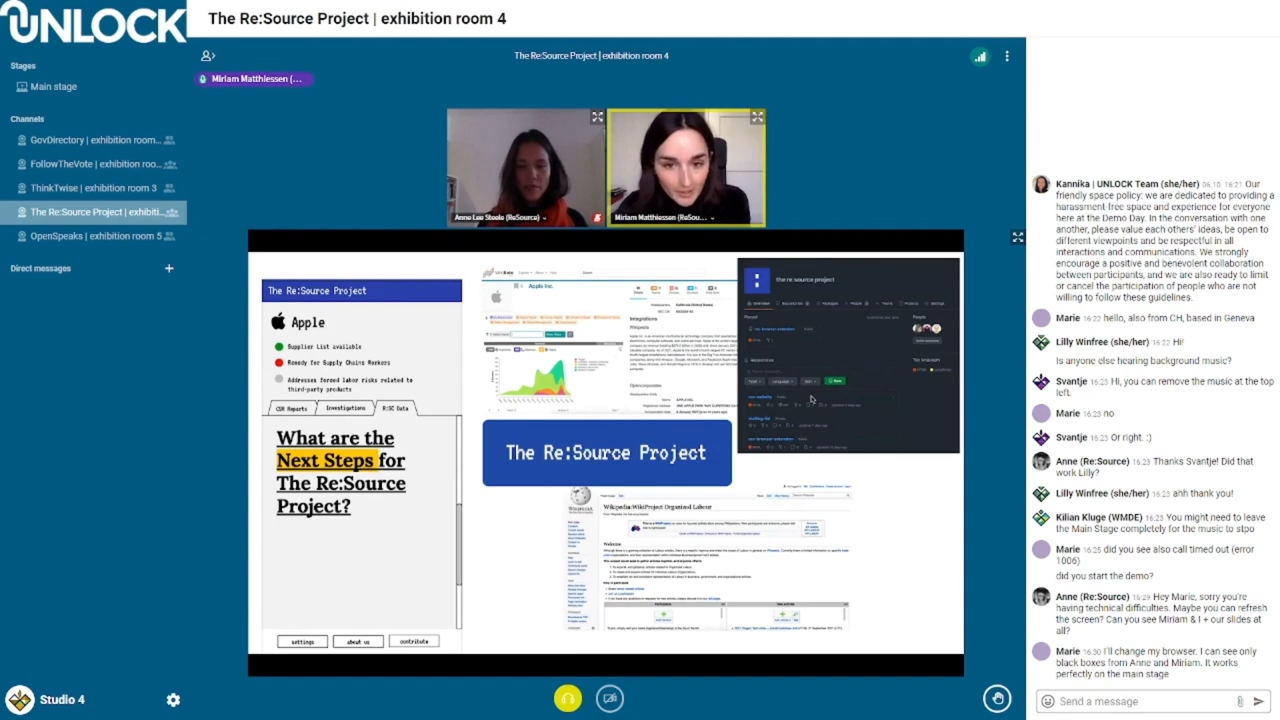 UNLOCK
The Re:Source Project | exhibition room 4
Stages
Main stage
Channels
GovDirectory | exhibition room...
FollowTheVote | exhibition roo...
ThinkTwise | exhibition room 3
The Re:Source Project | exhibiti...
OpenSpeaks | exhibition room 5
Direct messages
Studio 4
The Re:Source Project | exhibition room 4
Miriam Matthiessen (...
Anne Lee Steele (ReSource)
Miriam Matthiessen (ReSou...
The Re:Source Project
Apple
Supplier List available
Remedy for Supply Chains Workers
Addresses forced labor risks related to
third-party products
CSR Reports
Investigations
R:SC Data
What are the
Next Steps for
The Re:Source
Project?
settings
about us
contribute
Apple Inc.
Integrations
Wikipedia
the re:source project
The Re:Source Project
WIKIPEDIA
Wikipedia:WikiProject Organized Labour
Welcome
Kannika | UNLOCK Team (she/her) 06.10, 16:21 Our
friendly space policy: we are dedicated to providing a
harassment-free space and experience for everyone
here at the Demo Day. In the conversation with one
another, please value each others' ideas, be open to
different viewpoints and be respectful in all
interactions and communications. We strongly
encourage a positive and benevolent collaboration
between participants, and we are also ready to limit
or cancel the participation of people who are not
willing to follow these guidelines.
Marie 16:22 hello, also from CH, based in Geneva
Lilly Winfree (she/her) 16:22 Hi!
Is anyone else hearing background music?
Svantje 16:23 Hi, you can remove the music at the top
left.
Marie 16:23 no
Svantje 16:23 Or right. :)
Anne (Re:Source) 16:23 Thanks Svantje! Did that
work Lilly?
Lilly Winfree (she/her) 16:23 ahh thank you!
Kilian Kluge (WMDE) 16:23 You might need to leave
the Main Stage completely for the music to stpo
Marie 16:25 did you see also call timed out (error
1006)
did you start the demo?
Anne (Re:Source) 16:29 Hey Marie, sorry you're
having technical difficulties. Maybe you can refresh
the screen? Can you see Miriam & I + our slides at
all?
Marie 16:30 I'll change my browser. I can see only
black boxes from Anne and Miriam. It works
perfectly on the main stage
Send a message